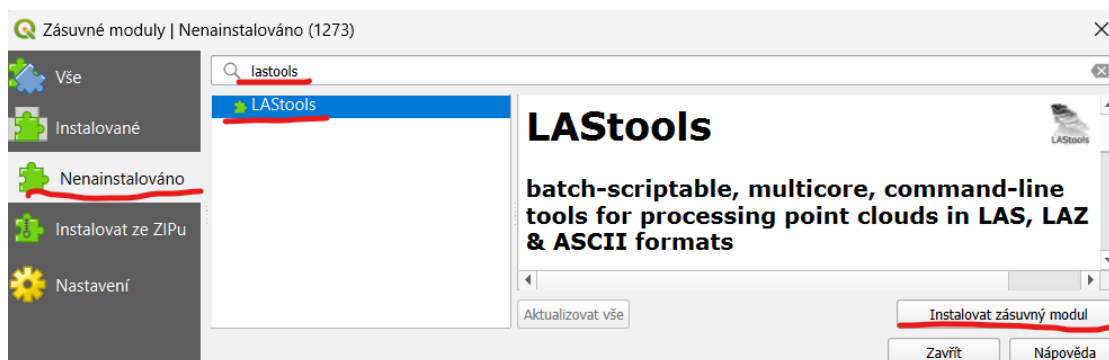 Zásuvné moduly | Nenainstalováno (1273)
Vše
Instalované
Nenainstalováno
Instalovat ze ZIPu
Nastavení
lastools
LAStools
LAStools
LAStools
batch-scriptable, multicore, command-line
tools for processing point clouds in LAS, LAZ
& ASCII formats
Aktualizovat vše
Instalovat zásuvný modul
Zavřít
Nápověda